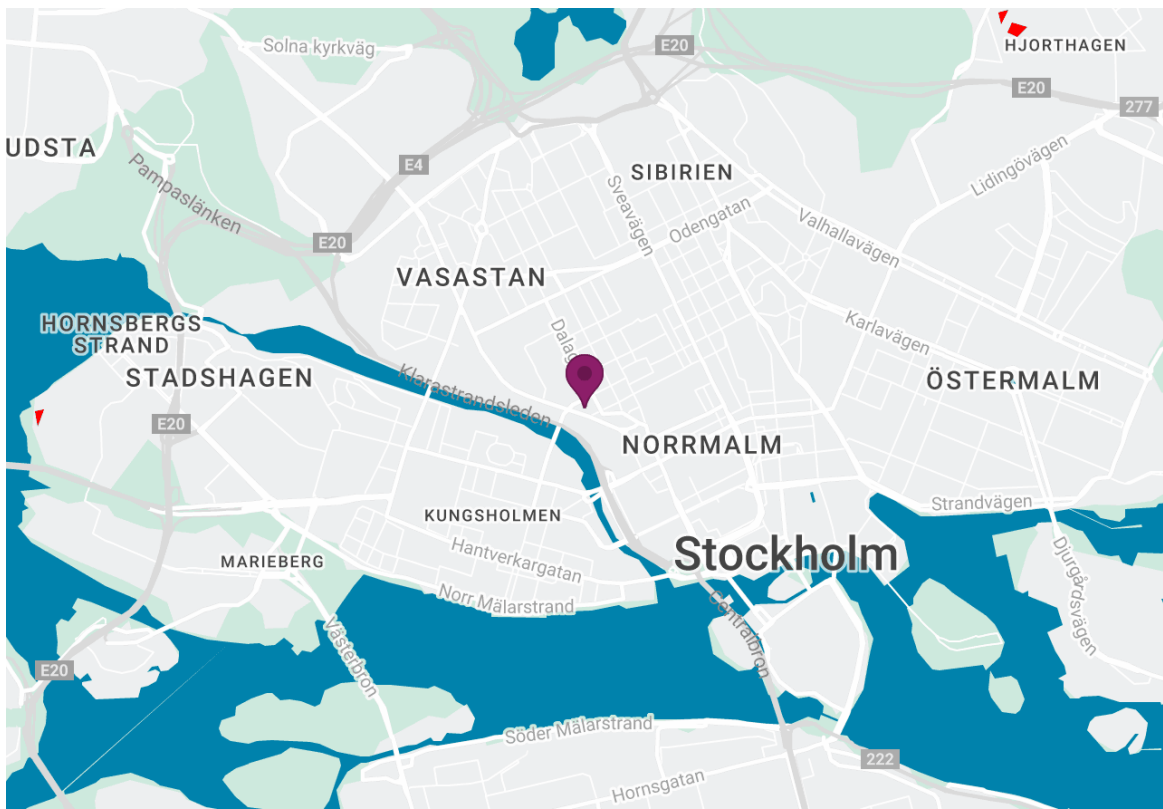 Solna kyrkväg
E20
HJORTHAGEN
E20
277
UDSTA
E4
Pampaslänken
SIBIRIEN
Lidingövägen
Sveavägen
Odengatan
Valhallavägen
E20
VASASTAN
HORNSBERGS
STRAND
Karlavägen
STADSHAGEN
Klarastrandsleden
ÖSTERMALM
E20
NORRMALM
Strandvägen
KUNGSHOLMEN
Hantverkargatan
Stockholm
MARIEBERG
Norr Mälarstrand
Djurgårdsvägen
Centralbron
Västerbron
E20
Söder Mälarstrand
222
Hornsgatan